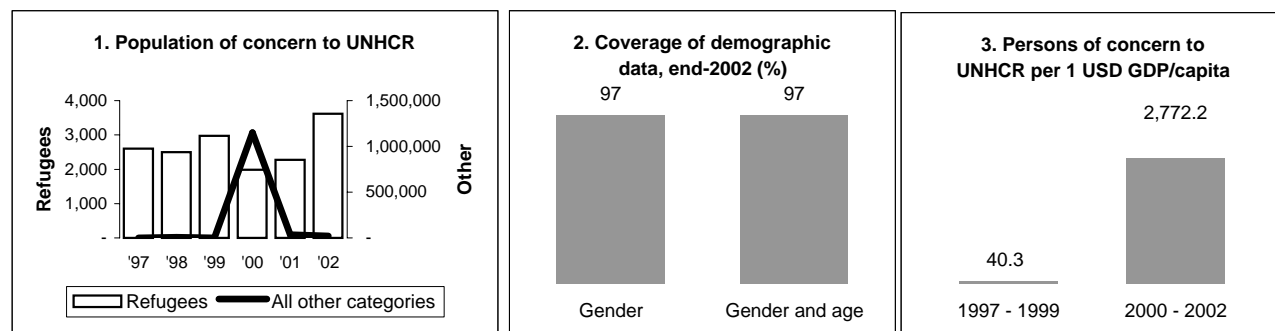 1. Population of concern to UNHCR
4,000
3,000
2,000
1,000
-
Refugees
1,500,000
1,000,000
500,000
-
Other
'97 '98 '99 '00 '01 '02
Refugees All other categories
2. Coverage of demographic
data, end-2002 (%)
97 97
Gender Gender and age
3. Persons of concern to
UNHCR per 1 USD GDP/capita
2,772.2
40.3
1997 - 1999 2000 - 2002